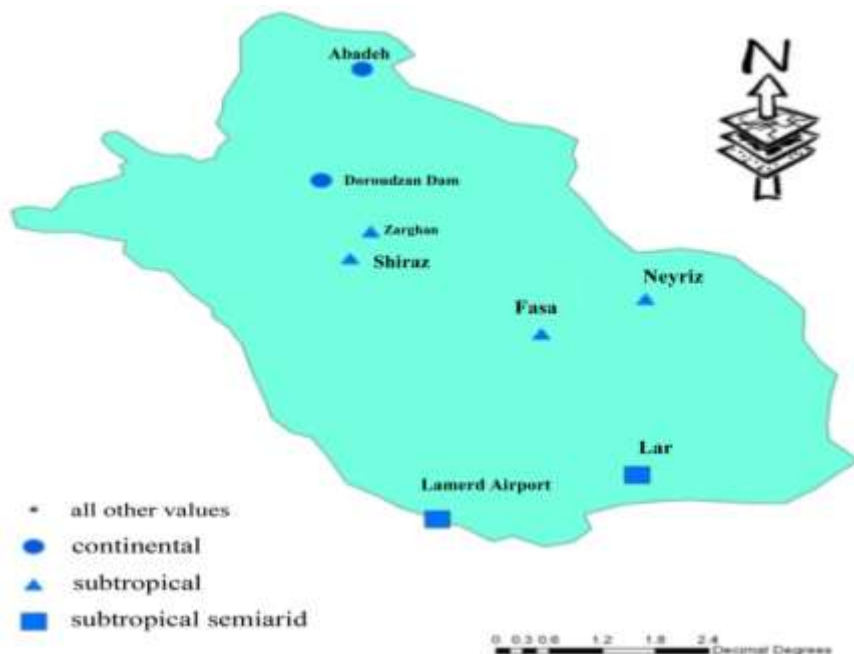 Abadeh
N
Doroudzan Dam
Zarghan
Shiraz
Neyriz
Fasa
Lar
Lamerd Airport
all other values
continental
subtropical
subtropical semiarid
0 0.3 0.6 1.2 1.8 2.4
Decimal Degrees